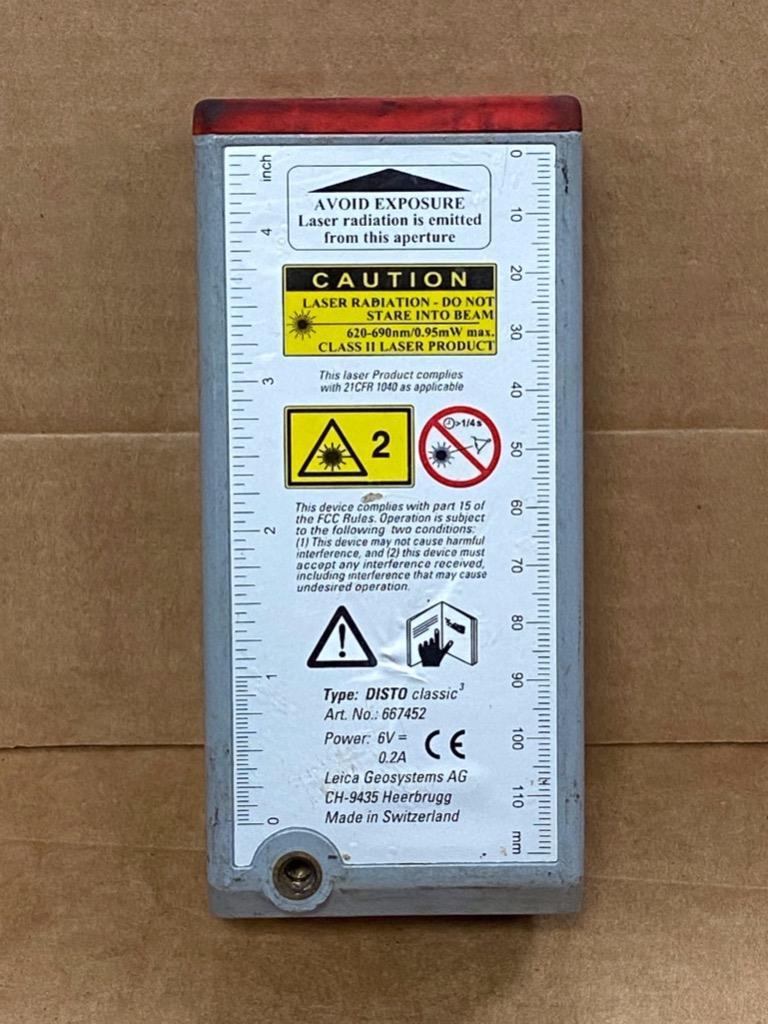 AVOID EXPOSURE
Laser radiation is emitted
from this aperture
CAUTION
LASER RADIATION - DO NOT
STARE INTO BEAM
620-690nm/0.95mW max.
CLASS II LASER PRODUCT
This laser Product complies
with 21CFR 1040 as applicable
2
>1/4s
This device complies with part 15 of
the FCC Rules. Operation is subject
to the following two conditions:
(1) This device may not cause harmful
interference, and (2) this device must
accept any interference received,
including interference that may cause
undesired operation.
Type: DISTO classic³
Art. No.: 667452
Power: 6V =
0.2A
CE
Leica Geosystems AG
CH-9435 Heerbrugg
Made in Switzerland
inch
4
3
2
1
0
0
10
20
30
40
50
60
70
80
90
100
110
mm